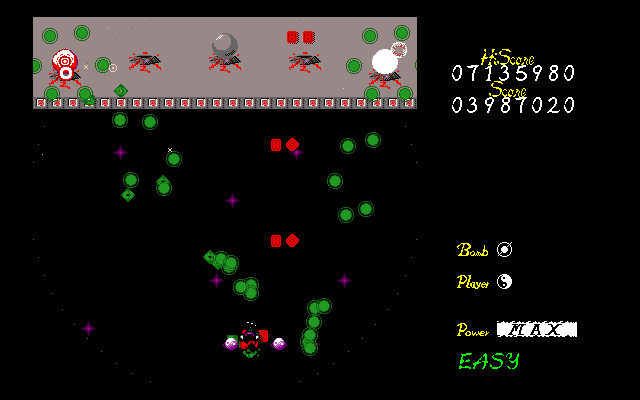 HiScore
07135980
Score
03987020
Bomb
Player
Power MAX
EASY